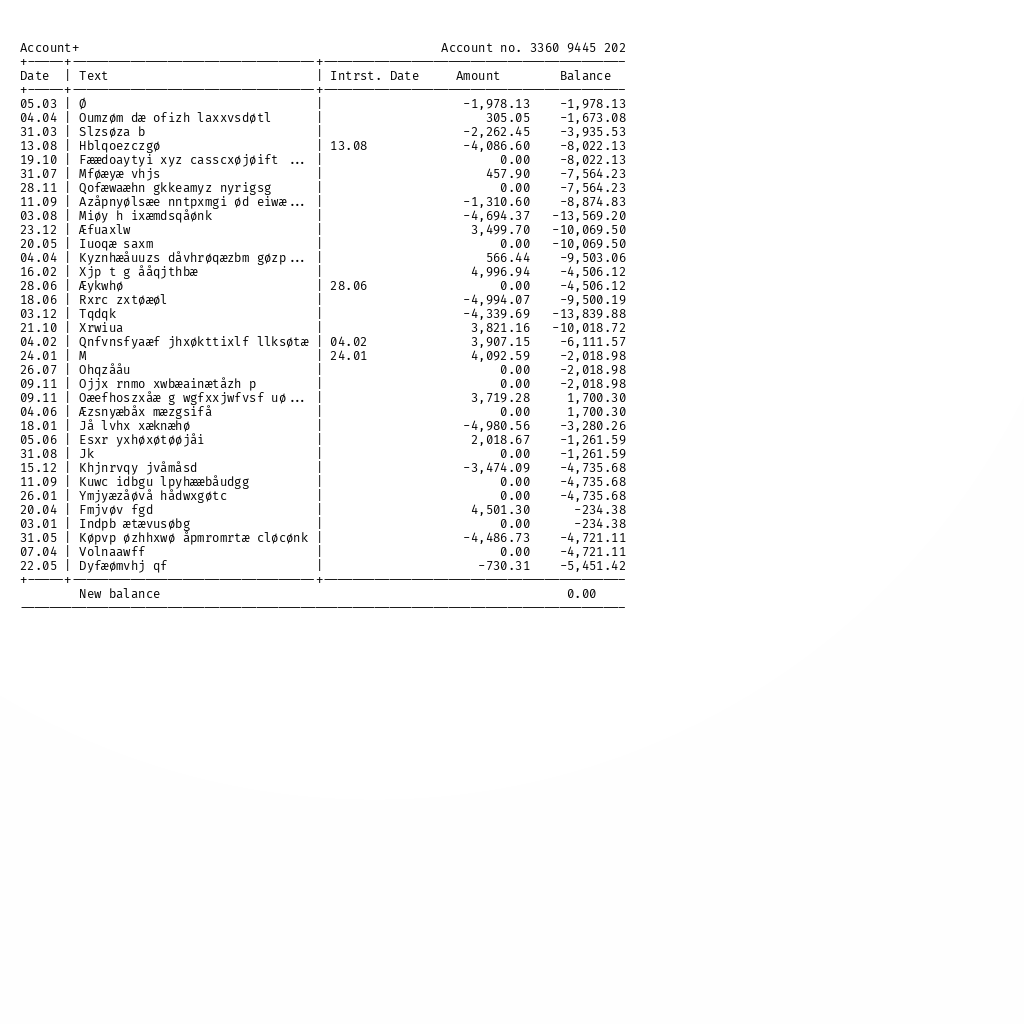 Account+ Account no. 3360 9445 202
Date | Text | Intrst. Date Amount Balance
05.03 | Ø | -1,978.13 -1,978.13
04.04 | Oumzøm dæ ofizh laxxvsdøtl | 305.05 -1,673.08
31.03 | Slzsøza b | -2,262.45 -3,935.53
13.08 | Hblqoezczgø | 13.08 -4,086.60 -8,022.13
19.10 | Fæædoaytyi xyz casscxøjøift ... | 0.00 -8,022.13
31.07 | Mføæyæ vhjs | 457.90 -7,564.23
28.11 | Qofæwaæhn gkkeamyz nyrigsg | 0.00 -7,564.23
11.09 | Azåpnyølsæe nntpxmgi ød eiwæ... | -1,310.60 -8,874.83
03.08 | Miøy h ixæmdsqåønk | -4,694.37 -13,569.20
23.12 | Æfuaxlw | 3,499.70 -10,069.50
20.05 | Iuoqæ saxm | 0.00 -10,069.50
04.04 | Kyznhæåuuzs dåvhrøqæzbm gøzp... | 566.44 -9,503.06
16.02 | Xjp t g ååqjthbæ | 4,996.94 -4,506.12
28.06 | Æykwhø | 28.06 0.00 -4,506.12
18.06 | Rxrc zxtøæøl | -4,994.07 -9,500.19
03.12 | Tqdqk | -4,339.69 -13,839.88
21.10 | Xrwiua | 3,821.16 -10,018.72
04.02 | Qnfvnsfyaæf jhxøkttixlf llksøtæ | 04.02 3,907.15 -6,111.57
24.01 | M | 24.01 4,092.59 -2,018.98
26.07 | Ohqzååu | 0.00 -2,018.98
09.11 | Ojjx rnmo xwbæainætåzh p | 0.00 -2,018.98
09.11 | Oæefhoszxåæ g wgfxxjwfvsf uø... | 3,719.28 1,700.30
04.06 | Æzsnyæbåx mæzgsifå | 0.00 1,700.30
18.01 | Jå lvhx xæknæhø | -4,980.56 -3,280.26
05.06 | Esxr yxhøxøtøøjåi | 2,018.67 -1,261.59
31.08 | Jk | 0.00 -1,261.59
15.12 | Khjnrvqy jvåmåsd | -3,474.09 -4,735.68
11.09 | Kuwc idbgu lpyhææbåudgg | 0.00 -4,735.68
26.01 | Ymjyæzåøvå hådwxgøtc | 0.00 -4,735.68
20.04 | Fmjvøv fgd | 4,501.30 -234.38
03.01 | Indpb ætævusøbg | 0.00 -234.38
31.05 | Køpvp øzhhxwø åpmromrtæ cløcønk | -4,486.73 -4,721.11
07.04 | Volnaawff | 0.00 -4,721.11
22.05 | Dyfæømvhj qf | -730.31 -5,451.42
New balance 0.00